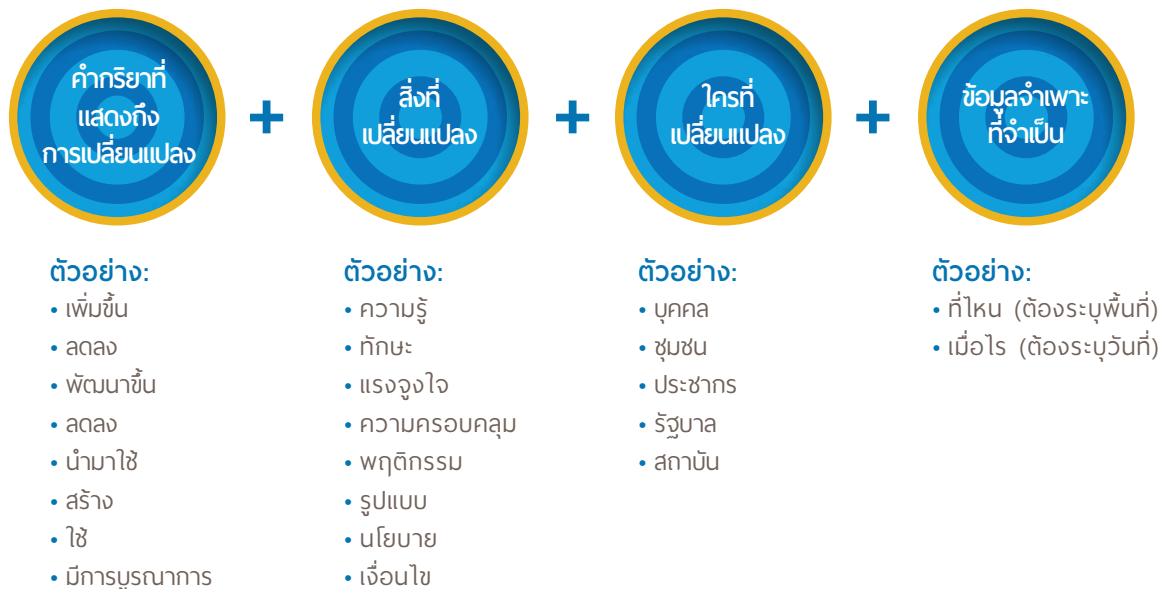 คำกริยาที่
แสดงถึง
การเปลี่ยนแปลง
+
สิ่งที่
เปลี่ยนแปลง
+
ใครที่
เปลี่ยนแปลง
+
ข้อมูลจำเพาะ
ที่จำเป็น
ตัวอย่าง:
• เพิ่มขึ้น
• ลดลง
• พัฒนาขึ้น
• ลดลง
• นำมาใช้
• สร้าง
• ใช้
• มีการบูรณาการ
ตัวอย่าง:
• ความรู้
• ทักษะ
• แรงจูงใจ
• ความครอบคลุม
• พฤติกรรม
• รูปแบบ
• นโยบาย
• เงื่อนไข
ตัวอย่าง:
• บุคคล
• ชุมชน
• ประชากร
• รัฐบาล
• สถาบัน
ตัวอย่าง:
• ที่ไหน (ต้องระบุพื้นที่)
• เมื่อไร (ต้องระบุวันที่)